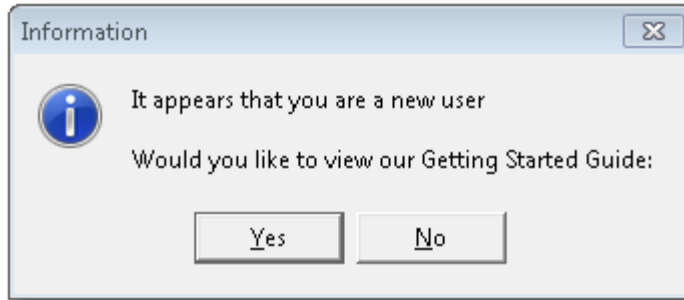 Information
It appears that you are a new user
Would you like to view our Getting Started Guide:
Yes
No